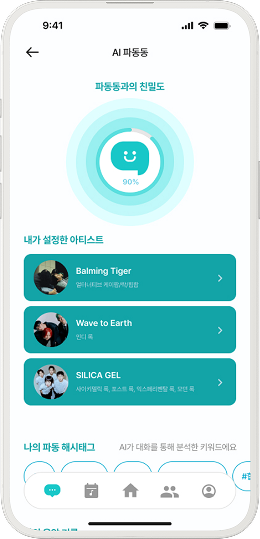 9:41
AI 파동동
파동동과의 친밀도
90%
내가 설정한 아티스트
Balming Tiger
얼터너티브 케이팝/랩/힙합
Wave to Earth
인디 록
SILICA GEL
사이키델릭 록, 포스트 록, 익스페리멘탈 록, 모던 록
나의 파동 해시태그
AI가 대화를 통해 분석한 키워드에요